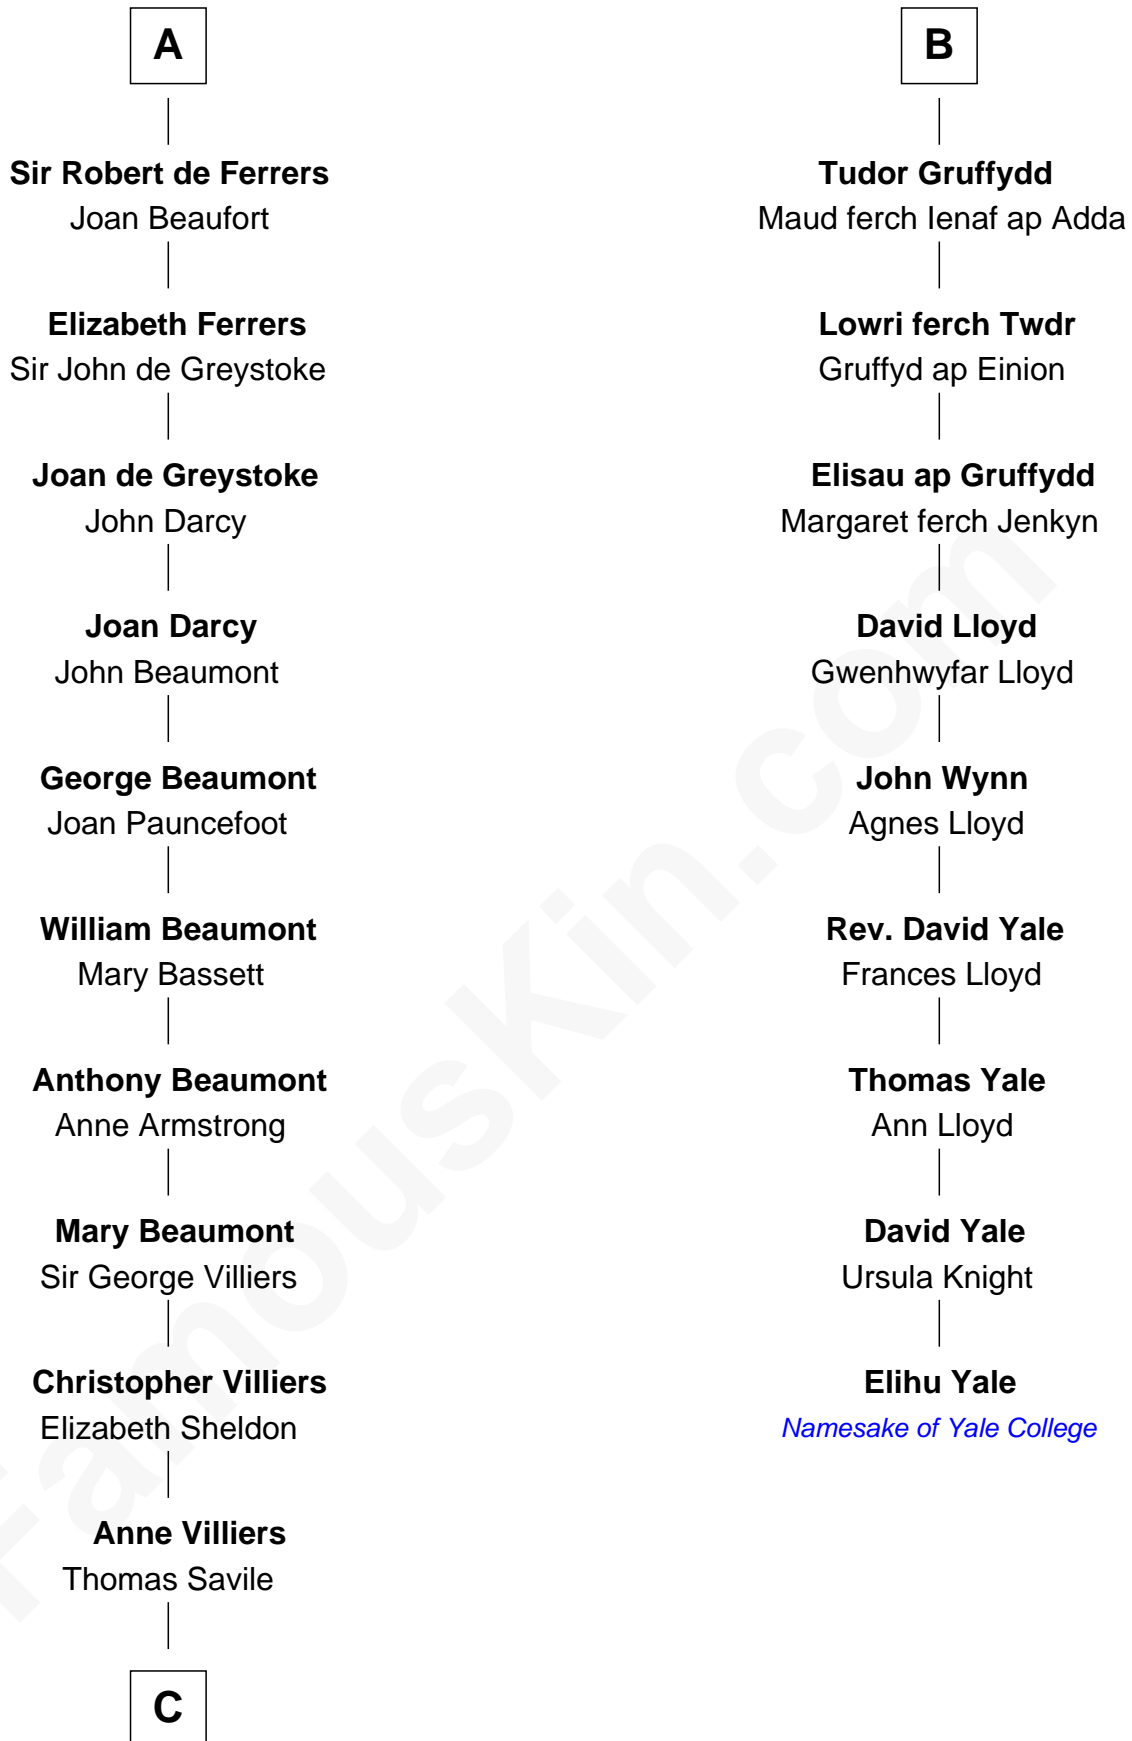 A
Sir Robert de Ferrers
Joan Beaufort
Elizabeth Ferrers
Sir John de Greystoke
Joan de Greystoke
John Darcy
Joan Darcy
John Beaumont
George Beaumont
Joan Pauncefoot
William Beaumont
Mary Bassett
Anthony Beaumont
Anne Armstrong
Mary Beaumont
Sir George Villiers
Christopher Villiers
Elizabeth Sheldon
Anne Villiers
Thomas Savile
C
B
Tudor Gruffydd
Maud ferch Ienaf ap Adda
Lowri ferch Twdr
Gruffyd ap Einion
Elisau ap Gruffydd
Margaret ferch Jenkyn
David Lloyd
Gwenhwyfar Lloyd
John Wynn
Agnes Lloyd
Rev. David Yale
Frances Lloyd
Thomas Yale
Ann Lloyd
David Yale
Ursula Knight
Elihu Yale
Namesake of Yale College
FamousKin.com